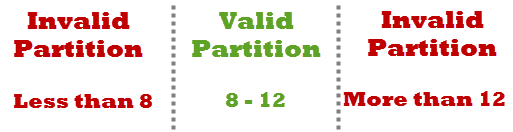 Invalid
Partition
Less than 8
Valid
Partition
8 - 12
Invalid
Partition
More than 12